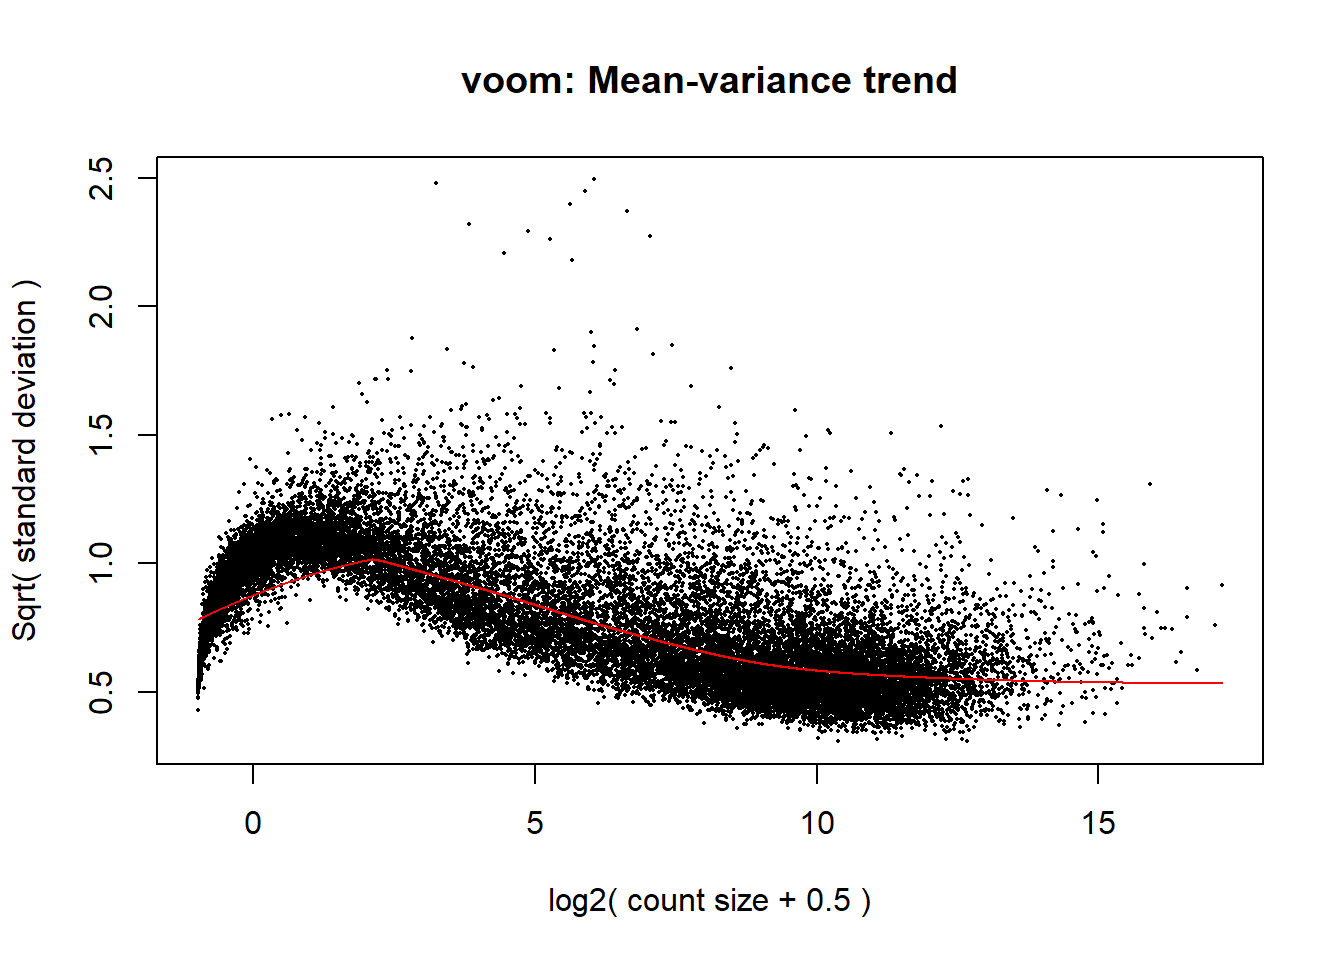 voom: Mean-variance trend
Sqrt( standard deviation )
2.5
2.0
1.5
1.0
0.5
0 5 10 15
log2( count size + 0.5 )